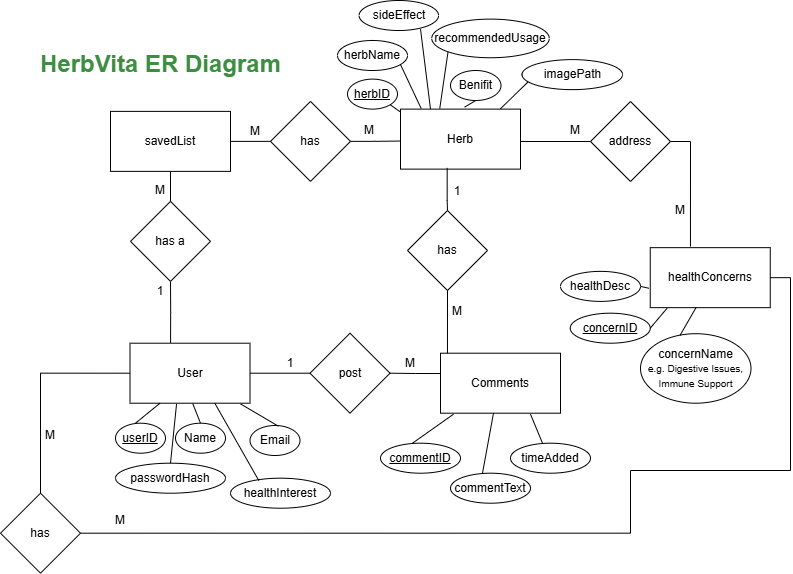 sideEffect
recommendedUsage
HerbVita ER Diagram
herbName
imagePath
Benifit
herbID
M
M
M
savedList
has
Herb
address
M
1
M
has a
has
healthConcerns
healthDesc
1
M
concernID
concernName
e.g. Digestive Issues,
Immune Support
1
M
User
post
Comments
M
userID
Name
Email
commentID
timeAdded
passwordHash
healthInterest
commentText
M
has